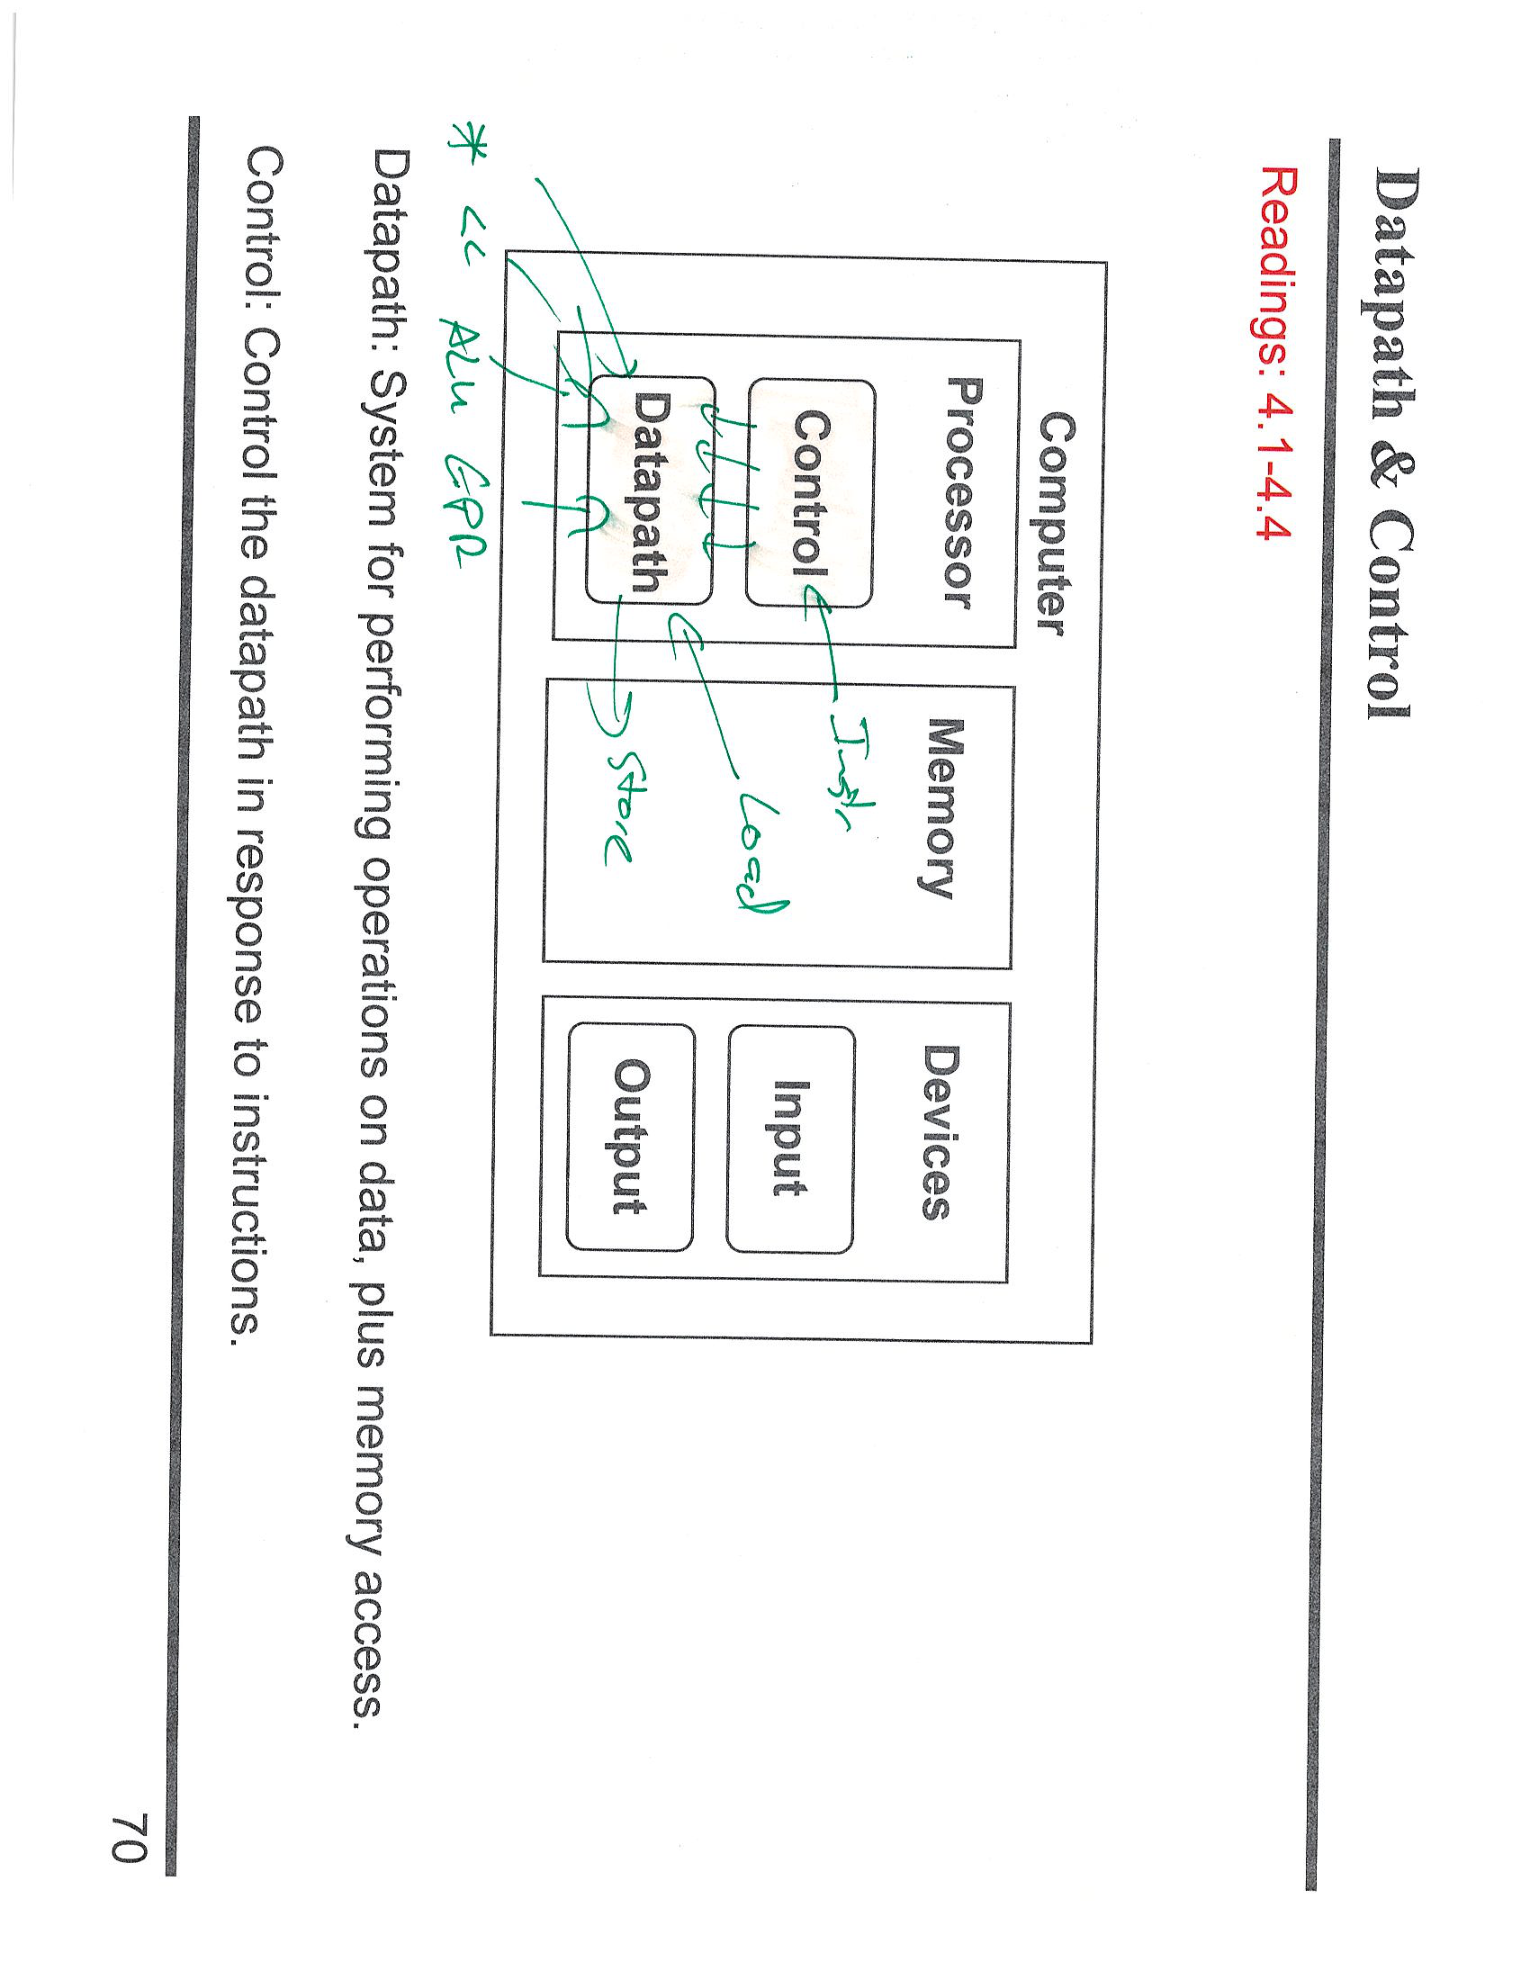 Datapath & Control
Readings: 4.1-4.4
Computer
Processor
Control
Datapath
Memory
Instr
Load
Store
Devices
Input
Output
* << ALU GPR
Datapath: System for performing operations on data, plus memory access.
Control: Control the datapath in response to instructions.
70